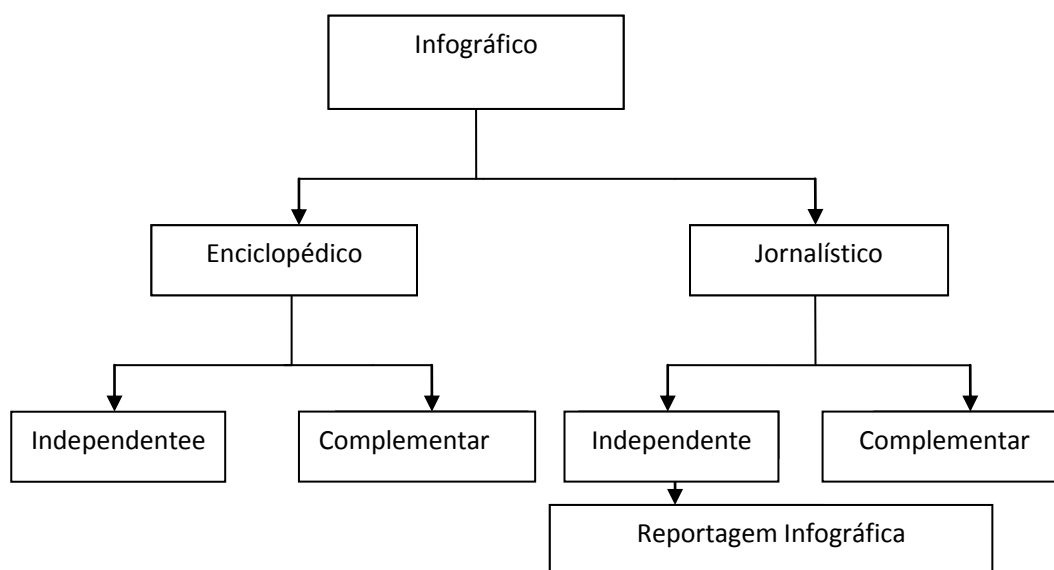 Infográfico
Enciclopédico
Jornalístico
Independentee
Complementar
Independente
Complementar
Reportagem Infográfica